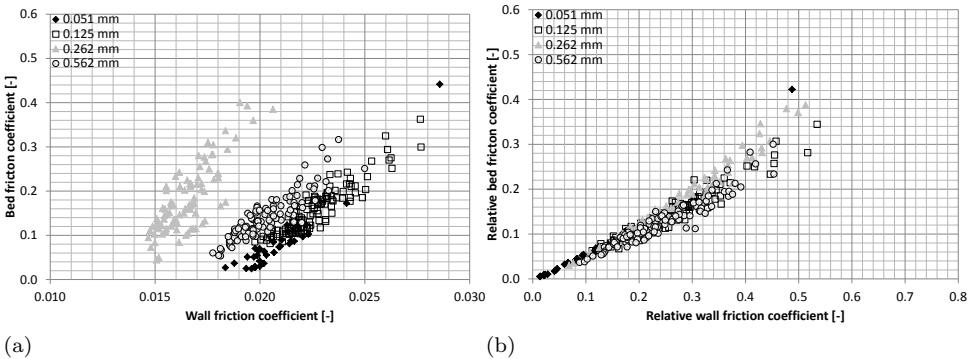 (a)
0.6
0.5
0.4
0.3
0.2
0.1
0.0
0.010
0.015
0.020
0.025
0.030
Bed fricton coefficient [-]
Wall friction coefficient [-]
0.051 mm
0.125 mm
0.262 mm
0.562 mm
(b)
0.6
0.5
0.4
0.3
0.2
0.1
0.0
0.0
0.1
0.2
0.3
0.4
0.5
0.6
0.7
0.8
Relative bed fricton coefficient [-]
Relative wall friction coefficient [-]
0.051 mm
0.125 mm
0.262 mm
0.562 mm